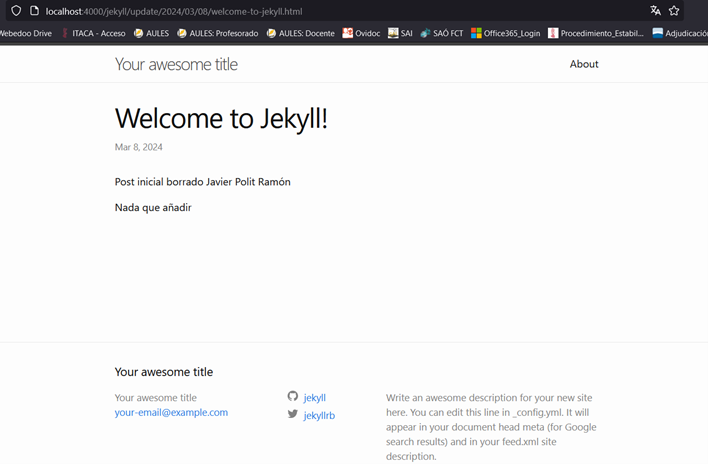 localhost:4000/jekyll/update/2024/03/08/welcome-to-jekyll.html
Webedoo Drive ITACA - Acceso AULES AULES: Profesorado AULES: Docente Ovidoc SAI SAÓ FCT Office365_Login Procedimiento_Estabil... Adjudicación
Your awesome title About
Welcome to Jekyll!
Mar 8, 2024
Post inicial borrado Javier Polit Ramón
Nada que añadir
Your awesome title
Your awesome title
your-email@example.com
jekyll
jekyllrb
Write an awesome description for your new site
here. You can edit this line in _config.yml. It will
appear in your document head meta (for Google
search results) and in your feed.xml site
description.